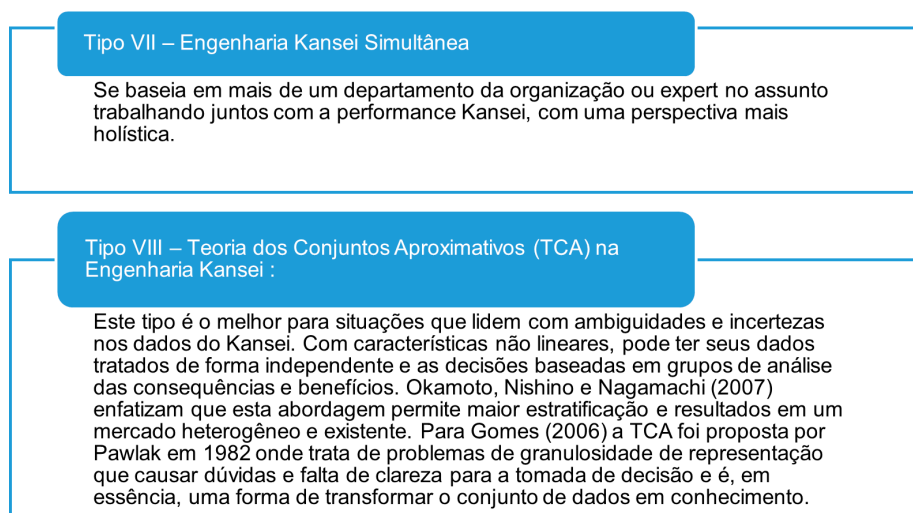 Tipo VII – Engenharia Kansei Simultânea
Se baseia em mais de um departamento da organização ou expert no assunto
trabalhando juntos com a performance Kansei, com uma perspectiva mais
holística.
Tipo VIII – Teoria dos Conjuntos Aproximativos (TCA) na
Engenharia Kansei :
Este tipo é o melhor para situações que lidem com ambiguidades e incertezas
nos dados do Kansei. Com características não lineares, pode ter seus dados
tratados de forma independente e as decisões baseadas em grupos de análise
das consequências e benefícios. Okamoto, Nishino e Nagamachi (2007)
enfatizam que esta abordagem permite maior estratificação e resultados em um
mercado heterogêneo e existente. Para Gomes (2006) a TCA foi proposta por
Pawlak em 1982 onde trata de problemas de granulosidade de representação
que causar dúvidas e falta de clareza para a tomada de decisão e é, em
essência, uma forma de transformar o conjunto de dados em conhecimento.